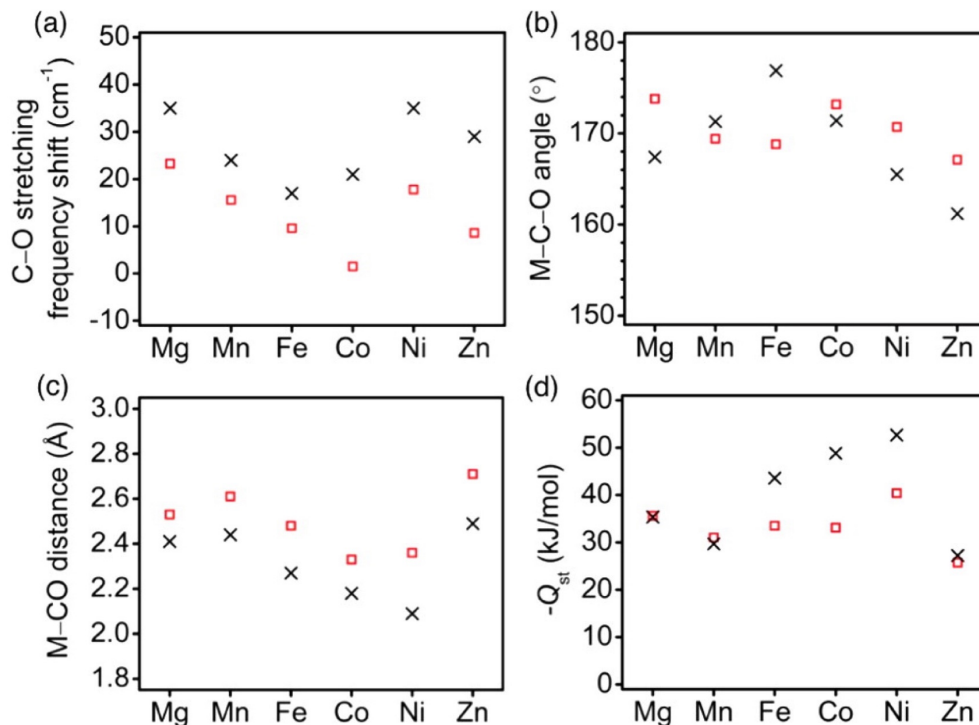 (a)
C–O stretching
frequency shift (cm-1)
50
40
30
20
10
0
-10
Mg Mn Fe Co Ni Zn
(b)
M–C–O angle (°)
180
170
160
150
Mg Mn Fe Co Ni Zn
(c)
M–CO distance (Å)
3.0
2.8
2.6
2.4
2.2
2.0
1.8
Mg Mn Fe Co Ni Zn
(d)
-Qst (kJ/mol)
60
50
40
30
20
10
0
Mg Mn Fe Co Ni Zn